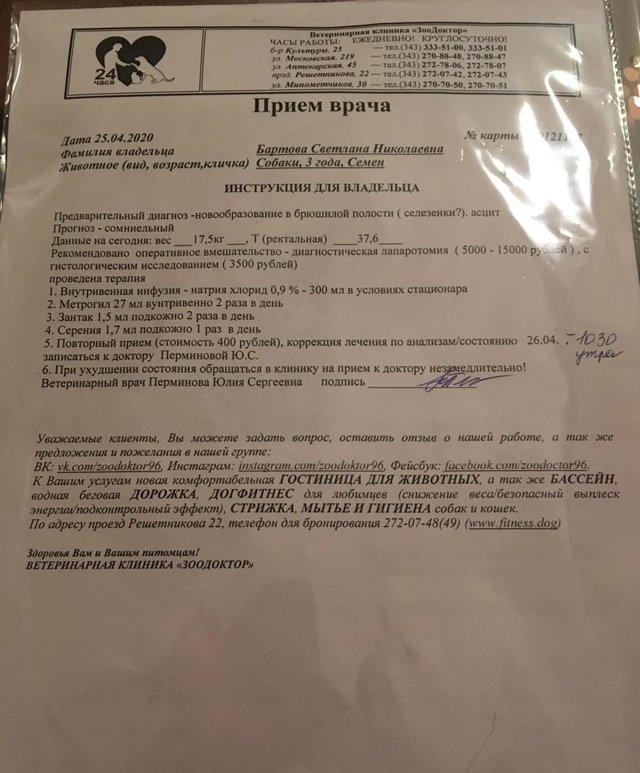 24
часа
Ветеринарная клиника «ЗооДоктор»
ЧАСЫ РАБОТЫ: ЕЖЕДНЕВНО! КРУГЛОСУТОЧНО!
б-р Культуры, 25 — тел.(343) 333-51-00, 333-51-01
ул. Московская, 219 — тел.(343) 270-88-48, 270-88-47
ул. Аптекарская, 45 — тел.(343) 272-78-06, 272-78-07
прзд. Решетникова, 22 — тел.(343) 272-07-42, 272-07-43
ул. Минометчиков, 30 — тел.(343) 270-70-50, 270-70-51
Прием врача
Дата 25.04.2020 № карты
Фамилия владельца Бартова Светлана Николаевна
Животное (вид, возраст,кличка) Собаки, 3 года, Семен
ИНСТРУКЦИЯ ДЛЯ ВЛАДЕЛЬЦА
Предварительный диагноз -новообразование в брюшлной полости ( селезенки?). асцит
Прогноз - сомниельный
Данные на сегодня: вес ___17,5кг ___, Т (ректальная) ____37,6____
Рекомендовано оперативное вмешательство - диагностическая лапаротомия ( 5000 - 15000 рублей ) , с
гистологическим исследованием ( 3500 рублей)
проведена терапия
1. Внутривенная инфузия - натрия хлорид 0,9 % - 300 мл в условиях стационара
2. Метрогил 27 мл вунтривенно 2 раза в день
3. Зантак 1,5 мл подкожно 2 раза в день
4. Серения 1,7 мл подкожно 1 раз в день
5. Повторный прием (стоимость 400 рублей), коррекция лечения по анализам/состоянию 26.04. - 10.30
утра
записаться к доктору Перминовой Ю.С.
6. При ухудшении состояния обращаться в клинику на прием к доктору незамедлительно!
Ветеринарный врач Перминова Юлия Сергеевна подпись
Уважаемые клиенты, Вы можете задать вопрос, оставить отзыв о нашей работе, а так же
предложения и пожелания в нашей группе:
ВК: vk.com/zoodoktor96, Инстаграм: instagram.com/zoodoktor96, Фейсбук: facebook.com/zoodoctor96,
К Вашим услугам новая комфортабельная ГОСТИНИЦА ДЛЯ ЖИВОТНЫХ, а так же БАССЕЙН,
водная беговая ДОРОЖКА, ДОГФИТНЕС для любимцев (снижение веса/безопасный выплеск
энергии/подконтрольный эффект), СТРИЖКА, МЫТЬЕ И ГИГИЕНА собак и кошек.
По адресу проезд Решетникова 22, телефон для бронирования 272-07-48(49) (www.fitness.dog)
Здоровья Вам и Вашим питомцам!
ВЕТЕРИНАРНАЯ КЛИНИКА «ЗООДОКТОР»